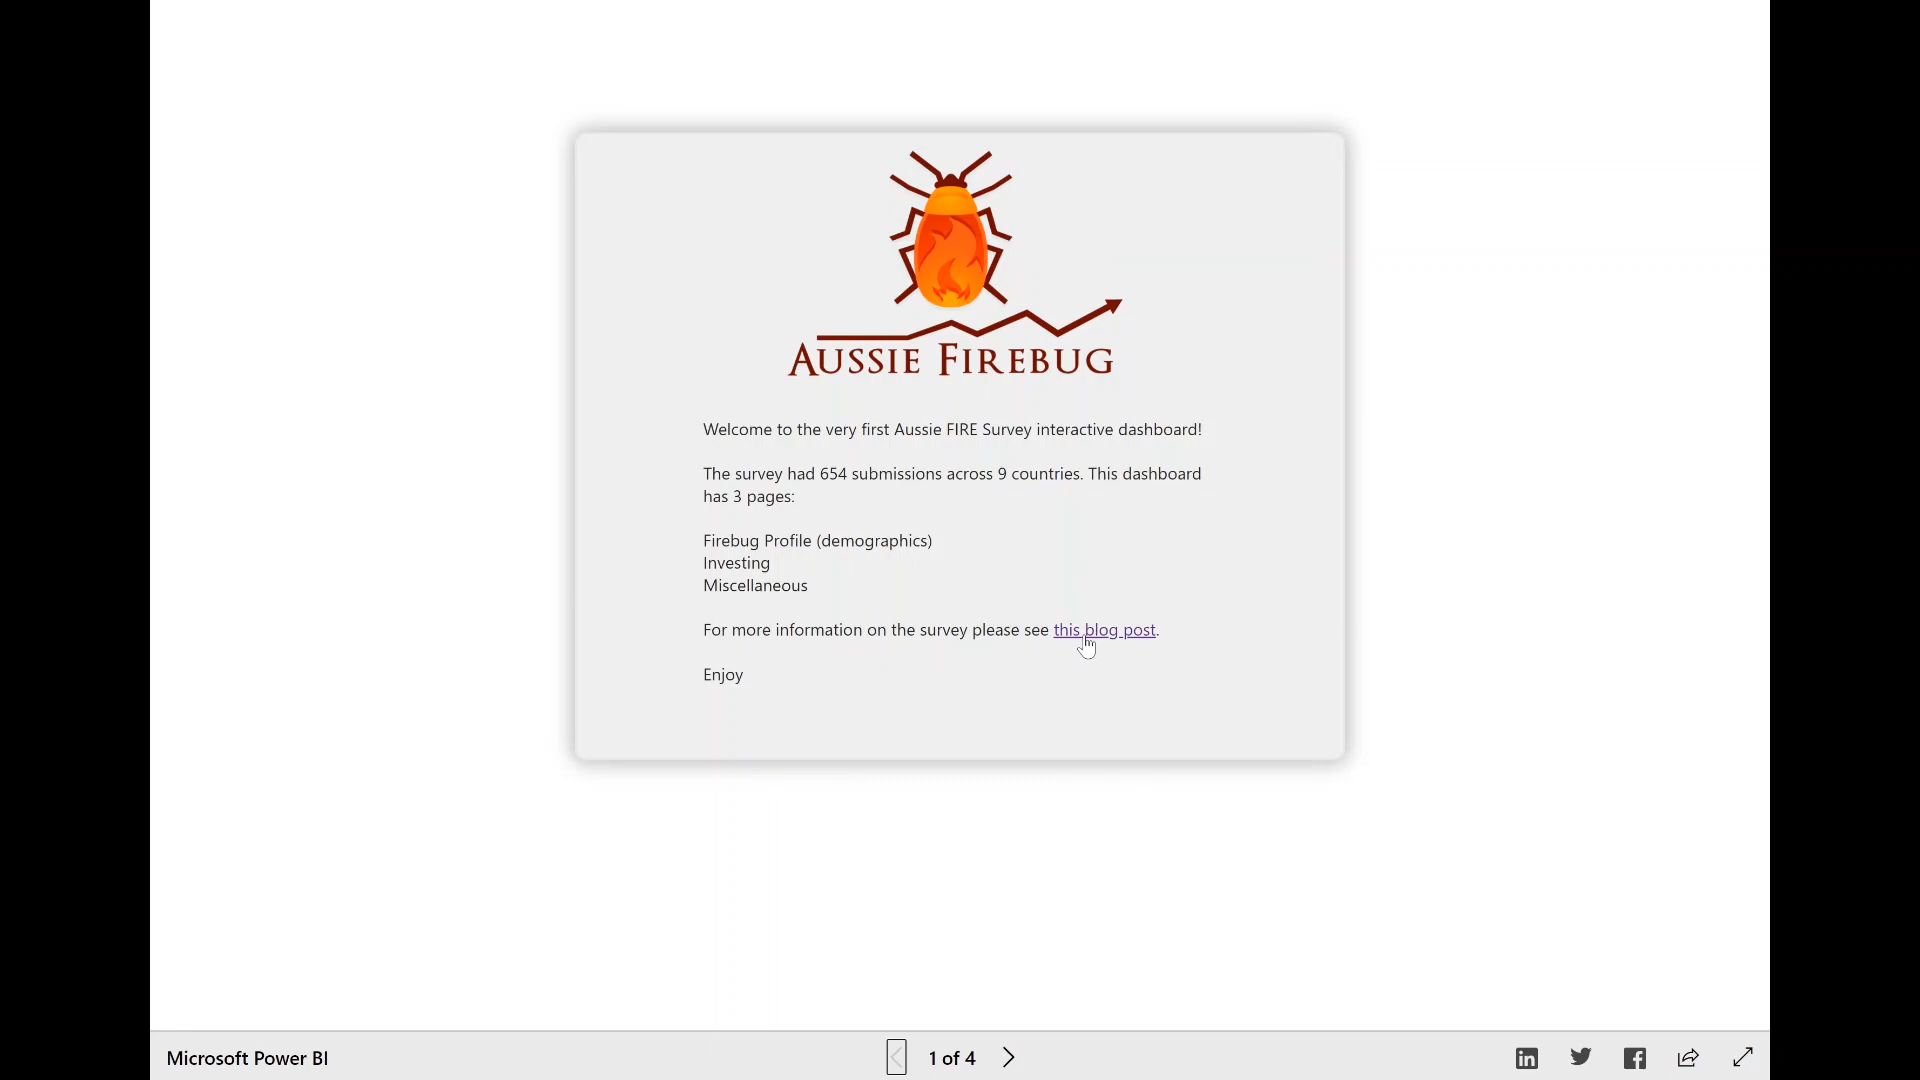 AUSSIE FIREBUG
Welcome to the very first Aussie FIRE Survey interactive dashboard!
The survey had 654 submissions across 9 countries. This dashboard
has 3 pages:
Firebug Profile (demographics)
Investing
Miscellaneous
For more information on the survey please see this blog post.
Enjoy
Microsoft Power BI
1 of 4